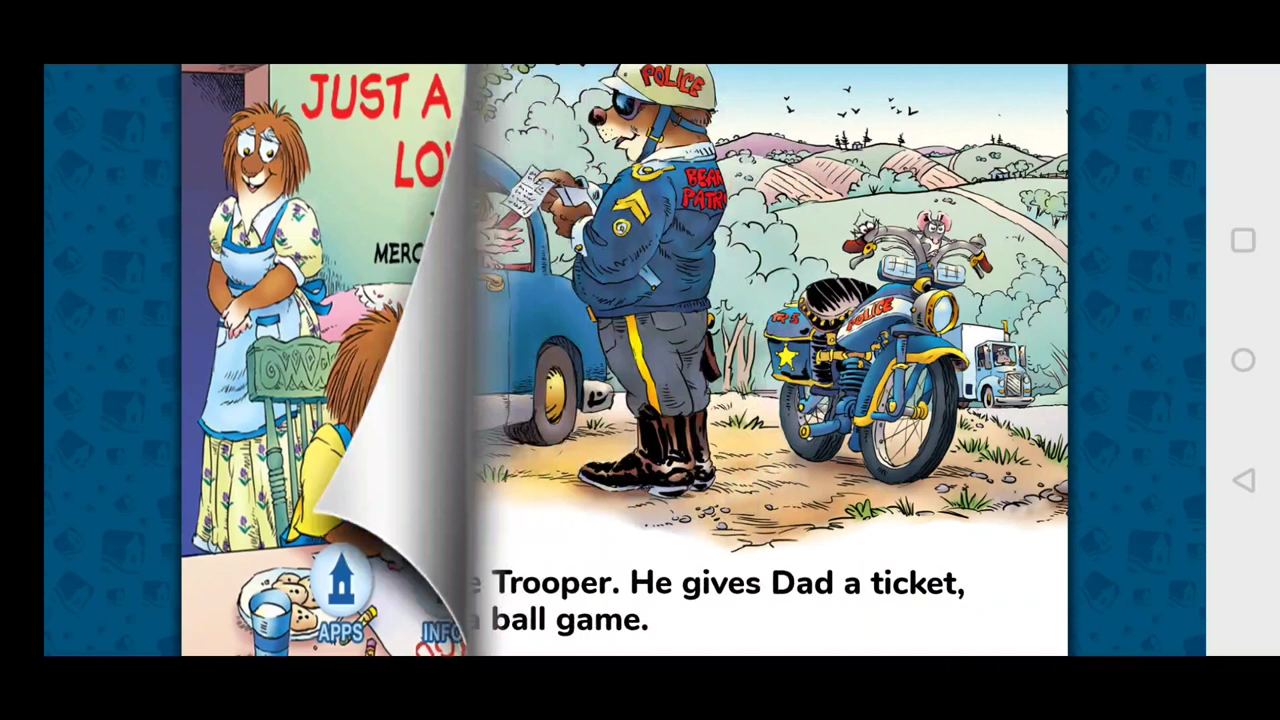 JUST A
LO
MERC
POLICE
BEAR
PATR
POLICE
e Trooper. He gives Dad a ticket,
a ball game.
APPS
INFO